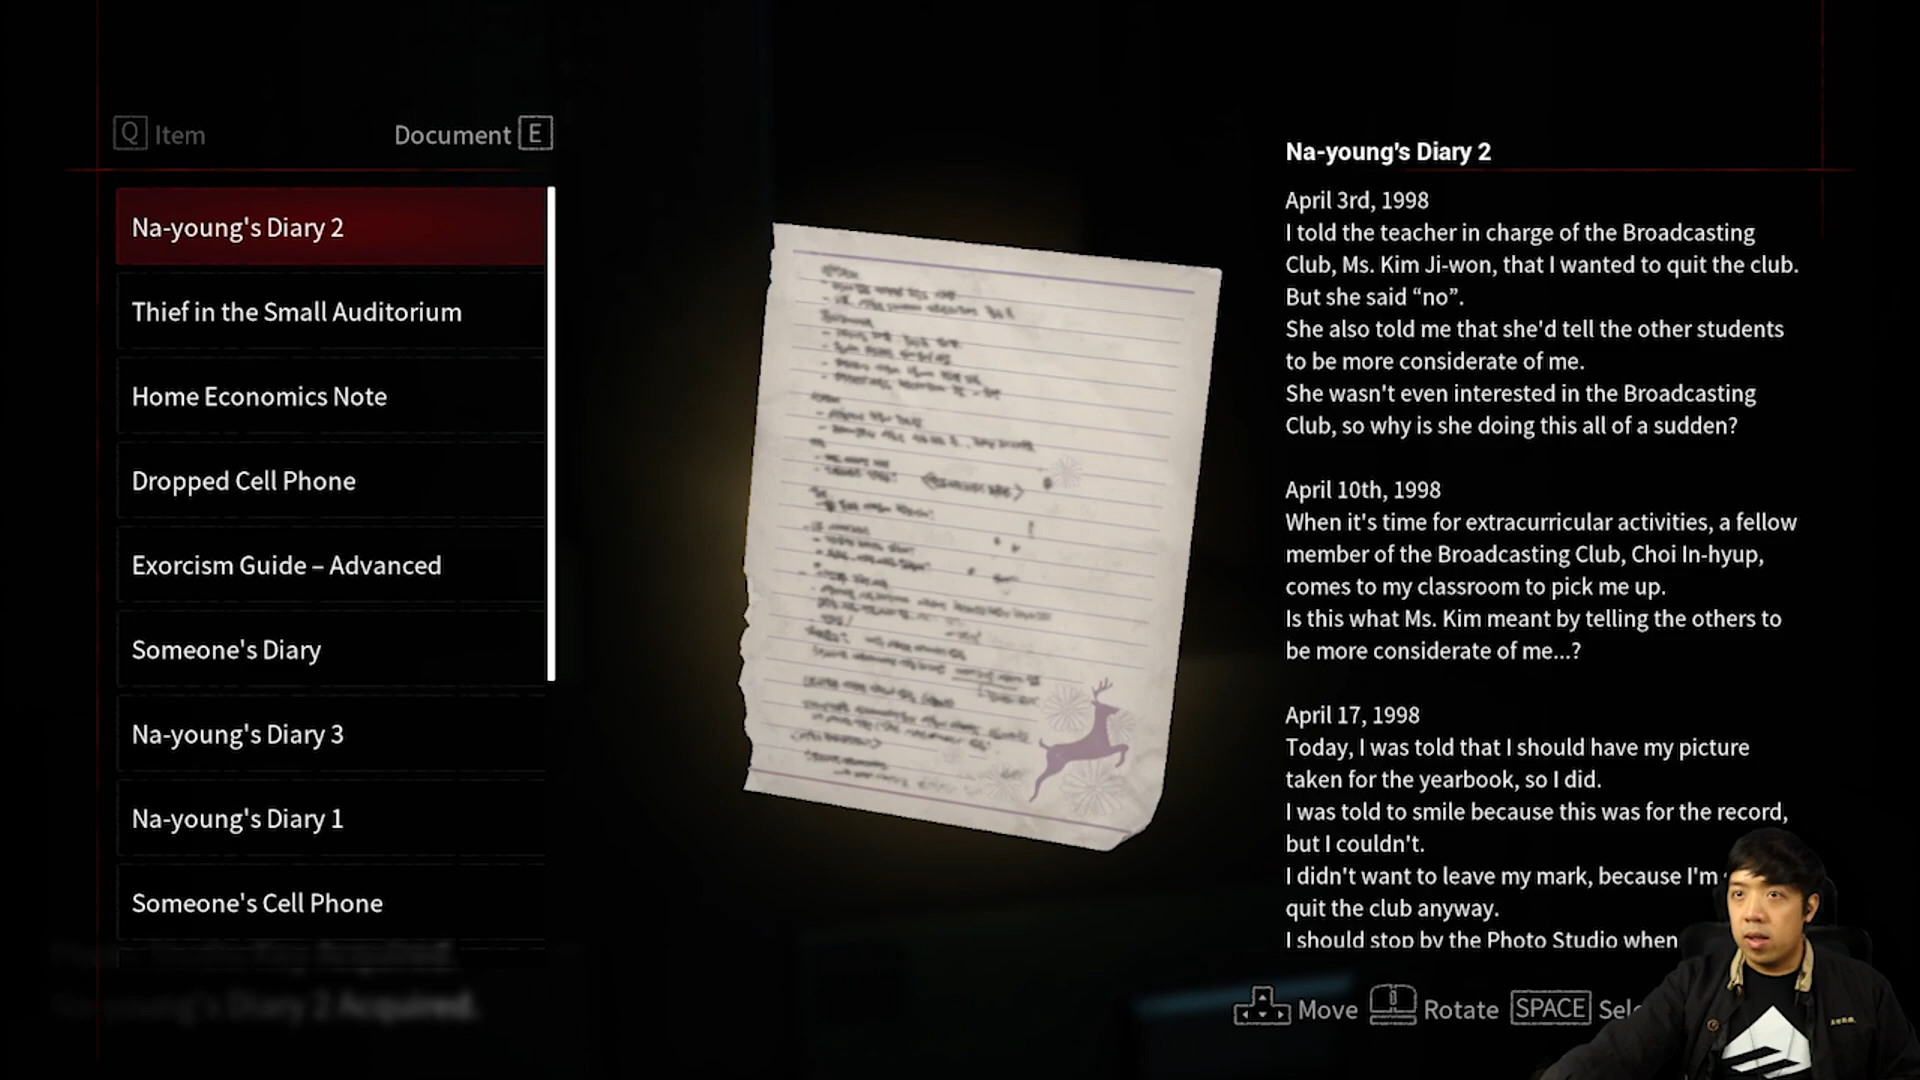 Q Item
Document E
Na-young's Diary 2
Thief in the Small Auditorium
Home Economics Note
Dropped Cell Phone
Exorcism Guide – Advanced
Someone's Diary
Na-young's Diary 3
Na-young's Diary 1
Someone's Cell Phone
Na-young's Diary 2 Acquired.
Na-young's Diary 2
April 3rd, 1998
I told the teacher in charge of the Broadcasting
Club, Ms. Kim Ji-won, that I wanted to quit the club.
But she said “no”.
She also told me that she'd tell the other students
to be more considerate of me.
She wasn't even interested in the Broadcasting
Club, so why is she doing this all of a sudden?
April 10th, 1998
When it's time for extracurricular activities, a fellow
member of the Broadcasting Club, Choi In-hyup,
comes to my classroom to pick me up.
Is this what Ms. Kim meant by telling the others to
be more considerate of me...?
April 17, 1998
Today, I was told that I should have my picture
taken for the yearbook, so I did.
I was told to smile because this was for the record,
but I couldn't.
I didn't want to leave my mark, because I'm
quit the club anyway.
I should stop by the Photo Studio when
Move Rotate SPACE Sele